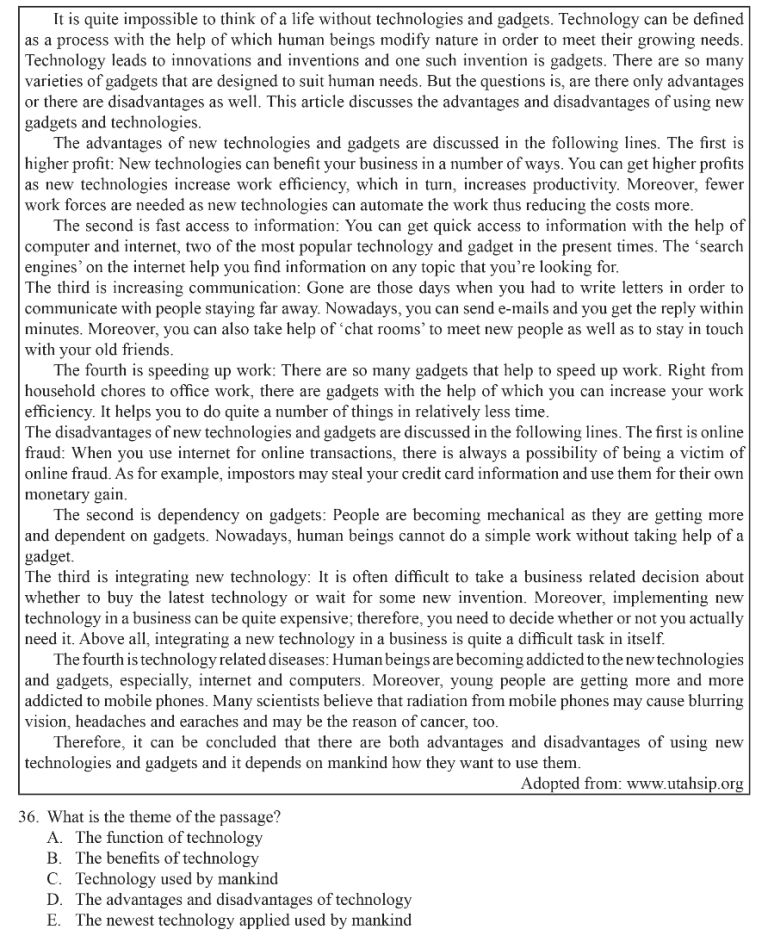 It is quite impossible to think of a life without technologies and gadgets. Technology can be defined
as a process with the help of which human beings modify nature in order to meet their growing needs.
Technology leads to innovations and inventions and one such invention is gadgets. There are so many
varieties of gadgets that are designed to suit human needs. But the questions is, are there only advantages
or there are disadvantages as well. This article discusses the advantages and disadvantages of using new
gadgets and technologies.
The advantages of new technologies and gadgets are discussed in the following lines. The first is
higher profit: New technologies can benefit your business in a number of ways. You can get higher profits
as new technologies increase work efficiency, which in turn, increases productivity. Moreover, fewer
work forces are needed as new technologies can automate the work thus reducing the costs more.
The second is fast access to information: You can get quick access to information with the help of
computer and internet, two of the most popular technology and gadget in the present times. The ‘search
engines’ on the internet help you find information on any topic that you’re looking for.
The third is increasing communication: Gone are those days when you had to write letters in order to
communicate with people staying far away. Nowadays, you can send e-mails and you get the reply within
minutes. Moreover, you can also take help of ‘chat rooms’ to meet new people as well as to stay in touch
with your old friends.
The fourth is speeding up work: There are so many gadgets that help to speed up work. Right from
household chores to office work, there are gadgets with the help of which you can increase your work
efficiency. It helps you to do quite a number of things in relatively less time.
The disadvantages of new technologies and gadgets are discussed in the following lines. The first is online
fraud: When you use internet for online transactions, there is always a possibility of being a victim of
online fraud. As for example, impostors may steal your credit card information and use them for their own
monetary gain.
The second is dependency on gadgets: People are becoming mechanical as they are getting more
and dependent on gadgets. Nowadays, human beings cannot do a simple work without taking help of a
gadget.
The third is integrating new technology: It is often difficult to take a business related decision about
whether to buy the latest technology or wait for some new invention. Moreover, implementing new
technology in a business can be quite expensive; therefore, you need to decide whether or not you actually
need it. Above all, integrating a new technology in a business is quite a difficult task in itself.
The fourth is technology related diseases: Human beings are becoming addicted to the new technologies
and gadgets, especially, internet and computers. Moreover, young people are getting more and more
addicted to mobile phones. Many scientists believe that radiation from mobile phones may cause blurring
vision, headaches and earaches and may be the reason of cancer, too.
Therefore, it can be concluded that there are both advantages and disadvantages of using new
technologies and gadgets and it depends on mankind how they want to use them.
Adopted from: www.utahsip.org
36. What is the theme of the passage?
A. The function of technology
B. The benefits of technology
C. Technology used by mankind
D. The advantages and disadvantages of technology
E. The newest technology applied used by mankind